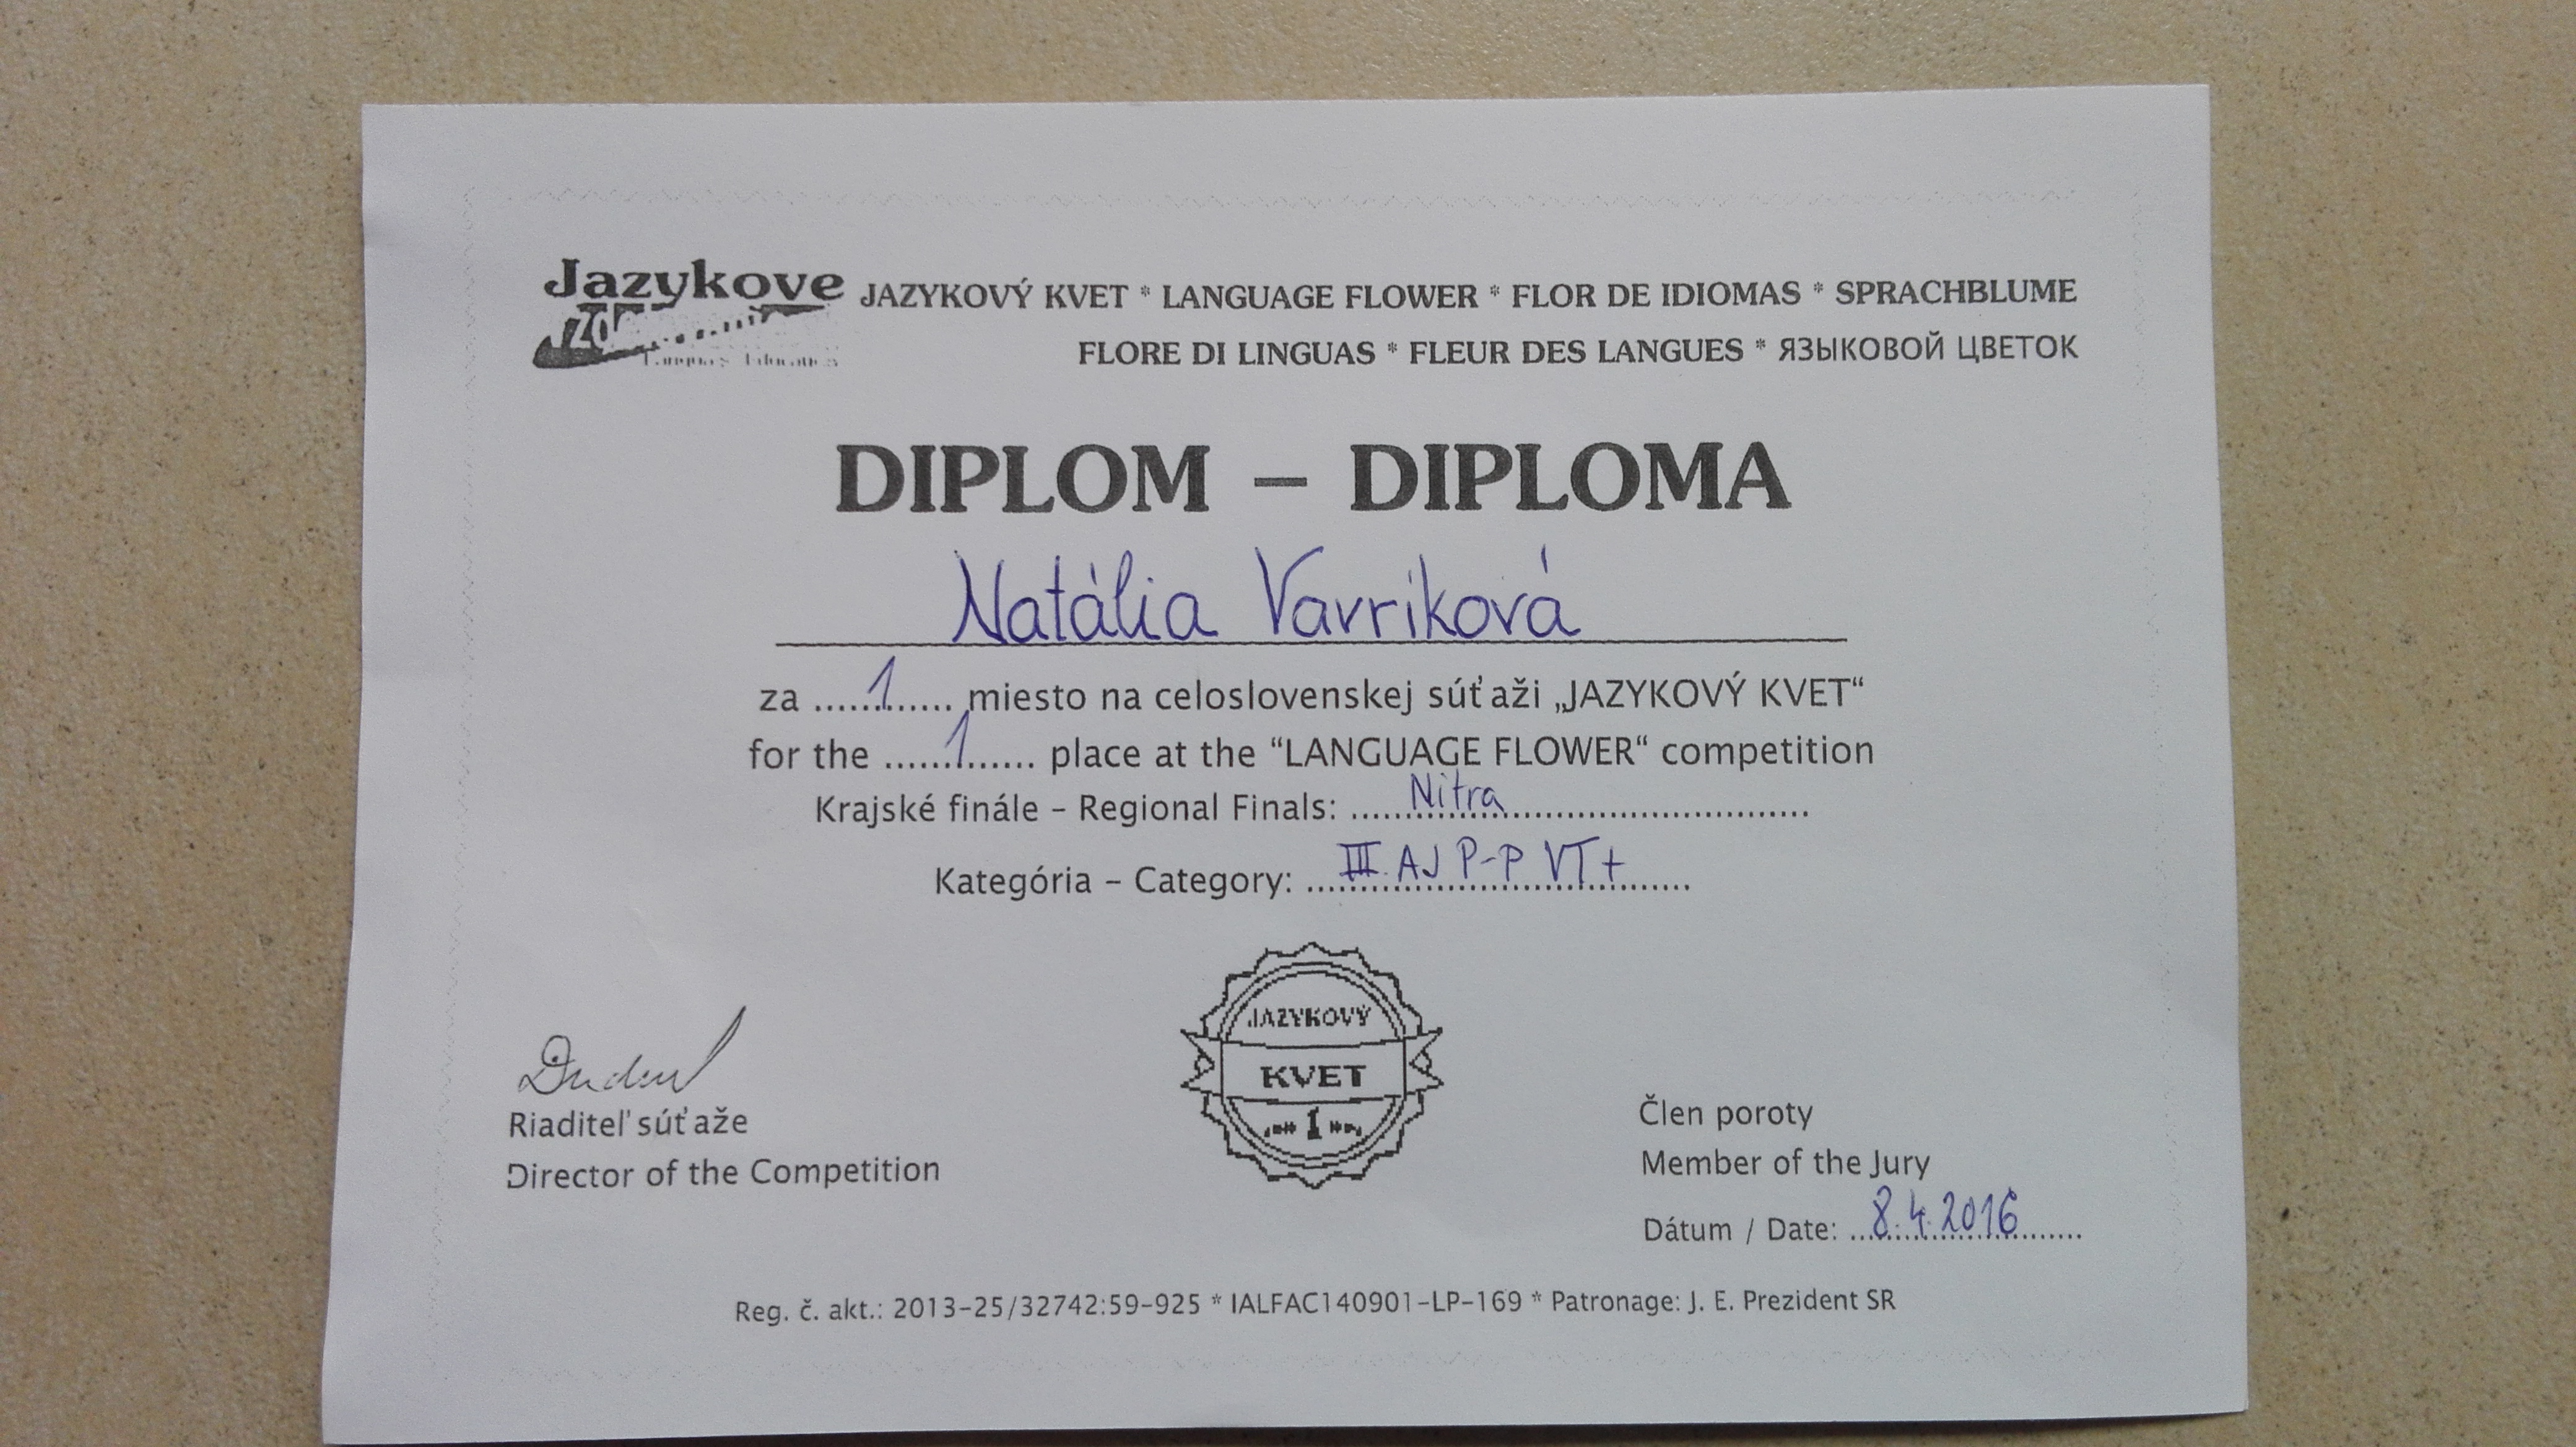 Jazykove
JAZYKOVÝ KVET * LANGUAGE FLOWER * FLOR DE IDIOMAS * SPRACHBLUME
FLORE DI LINGUAS * FLEUR DES LANGUES * ЯЗЫКОВОЙ ЦВЕТОК
DIPLOM – DIPLOMA
Natália Vavríková
za ......1...... miesto na celoslovenskej súťaži „JAZYKOVÝ KVET“
for the ......1...... place at the “LANGUAGE FLOWER“ competition
Krajské finále – Regional Finals: Nitra
Kategória – Category: III. AJ P-P VT+
JAZYKOVÝ
KVET
1
Riaditeľ súťaže
Director of the Competition
Člen poroty
Member of the Jury
Dátum / Date: 8.4.2016
Reg. č. akt.: 2013-25/32742:59-925 * IALFAC140901-LP-169 * Patronage: J. E. Prezident SR